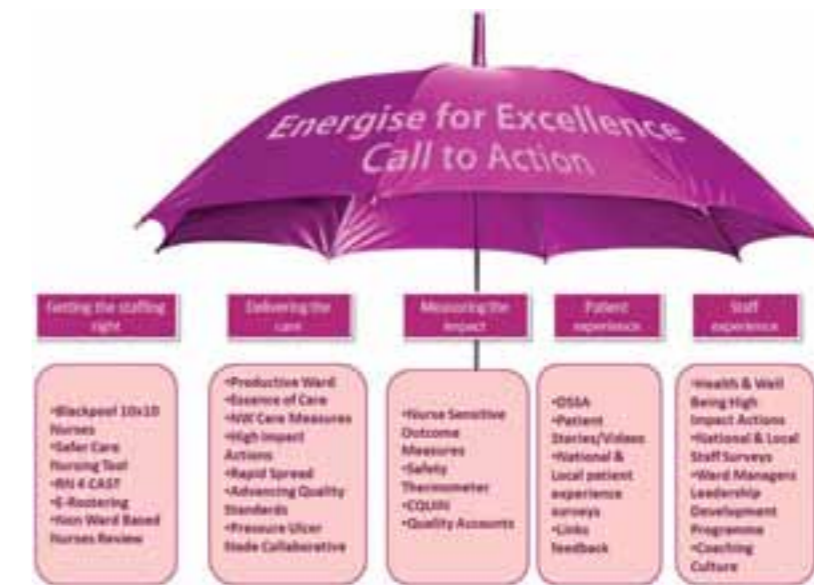 Energise for Excellence
Call to Action
Getting the staffing
right
Delivering the
care
Measuring the
impact
Patient
experience
Staff
experience
•Blackpool 10x10
Nurses
•Safer Care
Nursing Tool
•RN 4 CAST
•E-Rostering
•Non Ward Based
Nurses Review
•Productive Ward
•Essence of Care
•NW Care Measures
•High Impact
Actions
•Rapid Spread
•Advancing Quality
Standards
•Pressure Ulcer
Collaborative
•Nurse Sensitive
Outcome
Measures
•Safety
Thermometer
•CQUIN
•Quality Accounts
•DSSA
•Patient
Stories/Videos
•National &
Local patient
experience
surveys
•Links
feedback
•Health & Well
Being High
Impact Actions
•National & Local
Staff Surveys
•Ward Managers
Leadership
Development
Programme
•Coaching
Culture